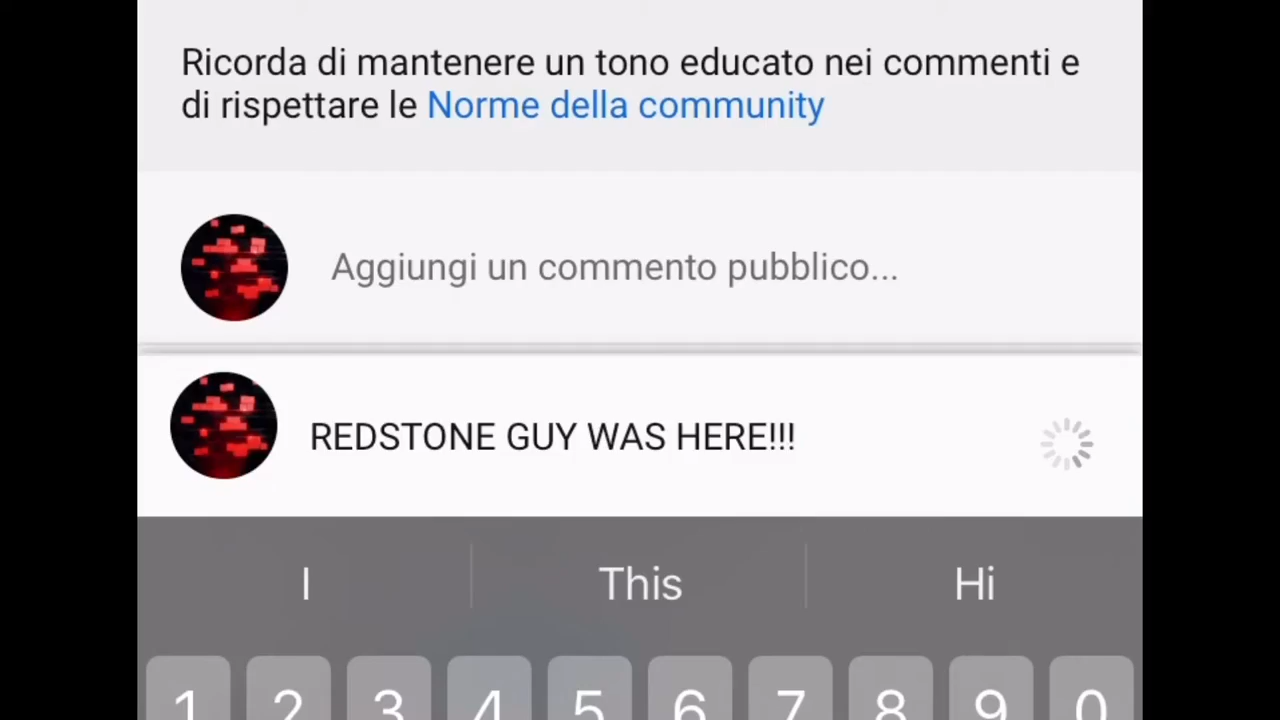 Ricorda di mantenere un tono educato nei commenti e
di rispettare le Norme della community
Aggiungi un commento pubblico...
REDSTONE GUY WAS HERE!!!
I This Hi
1 2 3 4 5 6 7 8 9 0